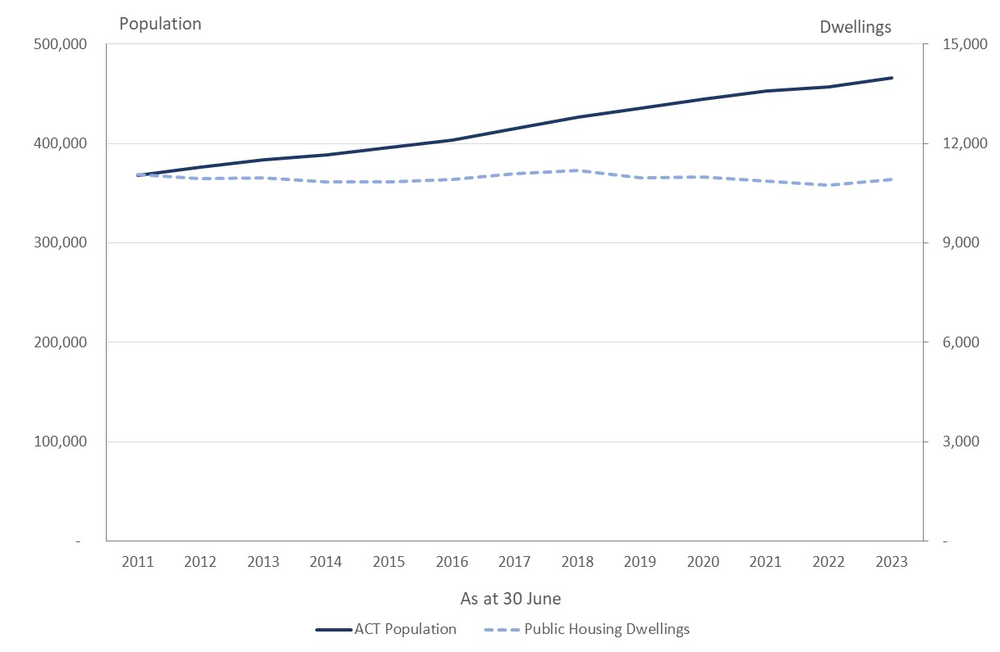 Population Dwellings
500,000 15,000
400,000 12,000
300,000 9,000
200,000 6,000
100,000 3,000
- -
2011 2012 2013 2014 2015 2016 2017 2018 2019 2020 2021 2022 2023
As at 30 June
ACT Population Public Housing Dwellings